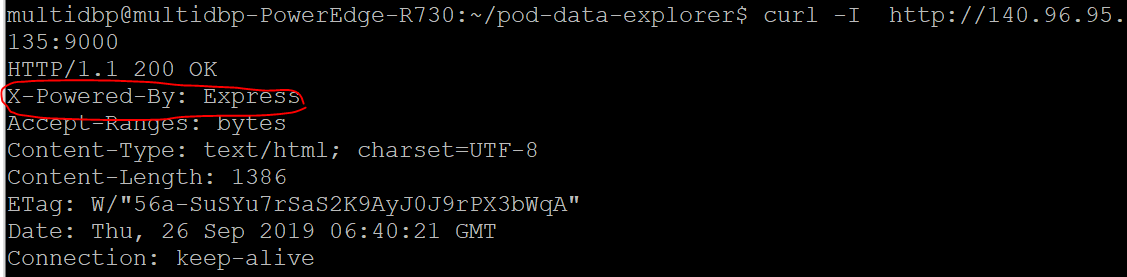 multidbp@multidbp-PowerEdge-R730:~/pod-data-explorer$ curl -I  http://140.96.95.
135:9000
HTTP/1.1 200 OK
X-Powered-By: Express
Accept-Ranges: bytes
Content-Type: text/html; charset=UTF-8
Content-Length: 1386
ETag: W/"56a-SuSYu7rSaS2K9AyJ0J9rPX3bWqA"
Date: Thu, 26 Sep 2019 06:40:21 GMT
Connection: keep-alive